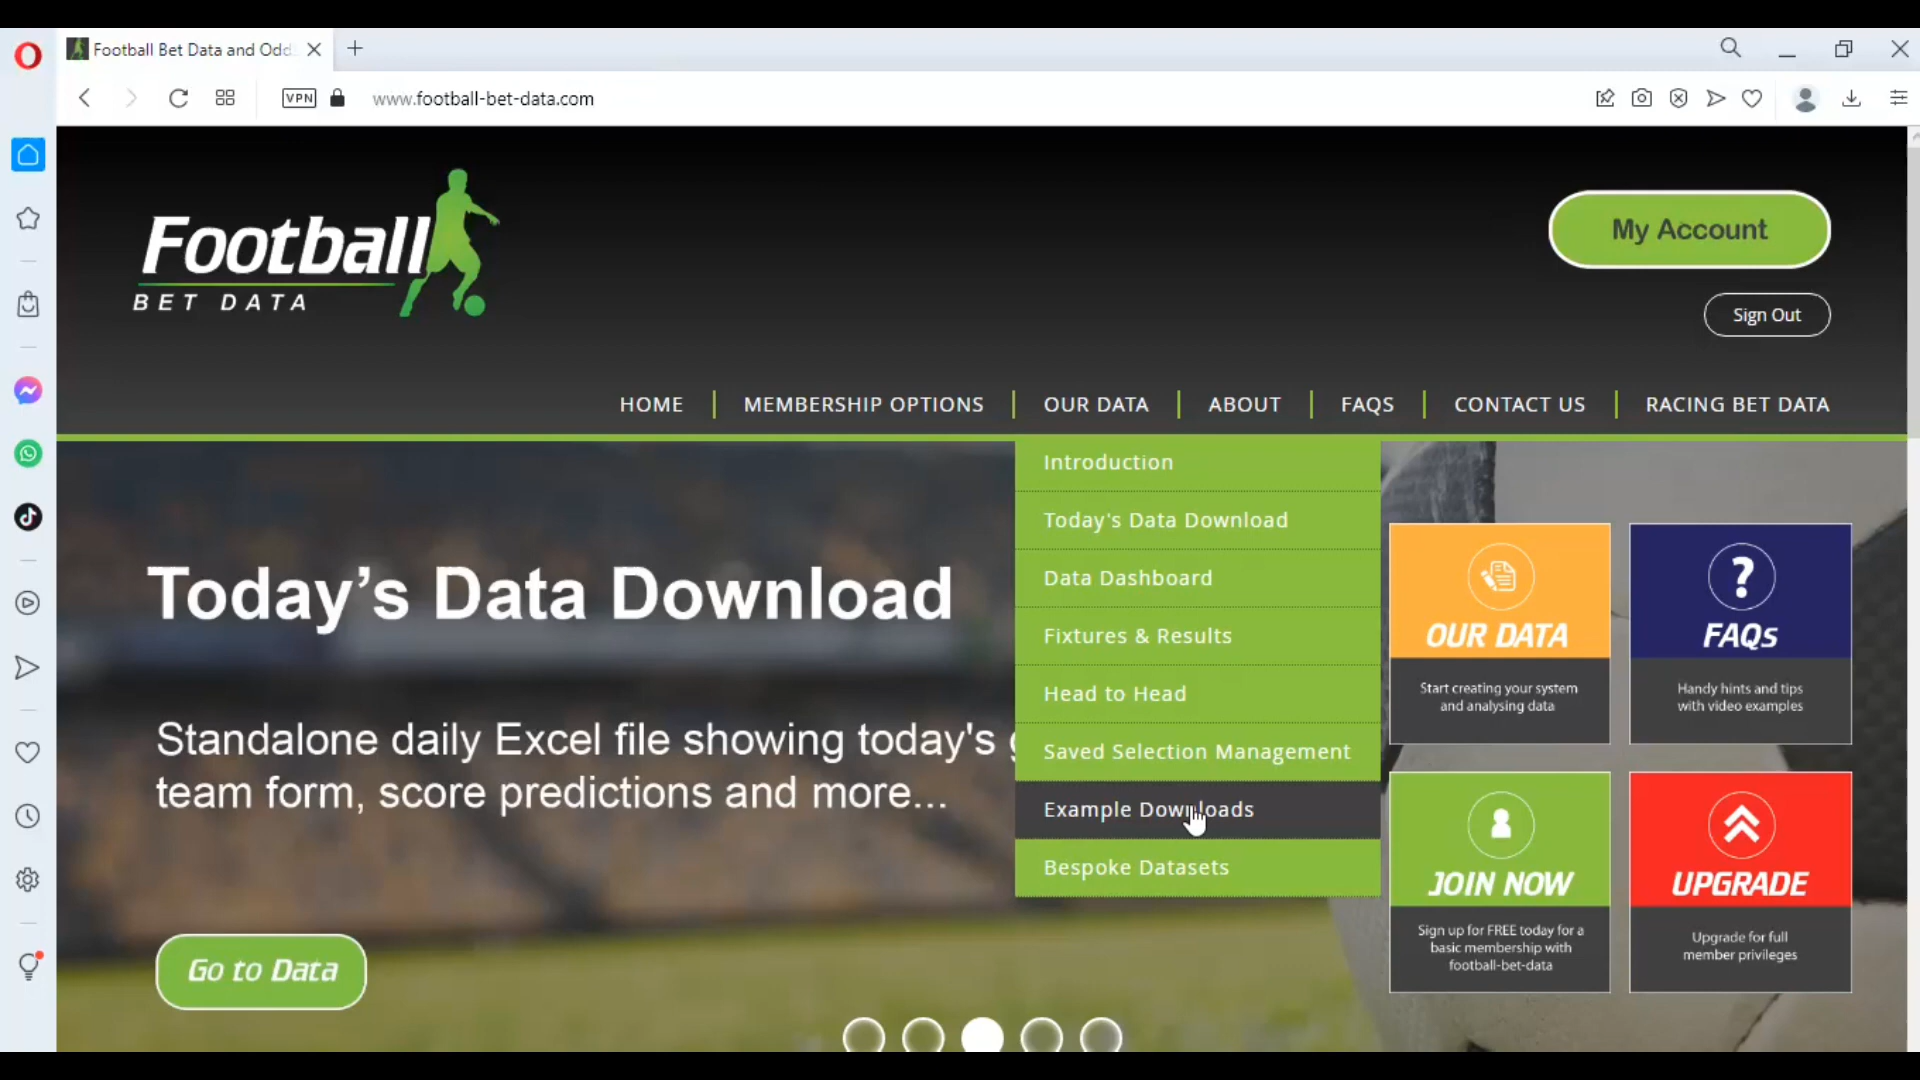 Football Bet Data and Odd
VPN
www.football-bet-data.com
Football
BET DATA
My Account
Sign Out
HOME
MEMBERSHIP OPTIONS
OUR DATA
ABOUT
FAQS
CONTACT US
RACING BET DATA
Introduction
Today's Data Download
Data Dashboard
Fixtures & Results
Head to Head
Saved Selection Management
Example Downloads
Bespoke Datasets
Today's Data Download
Standalone daily Excel file showing today's
team form, score predictions and more...
Go to Data
OUR DATA
Start creating your system
and analysing data
FAQs
Handy hints and tips
with video examples
JOIN NOW
Sign up for FREE today for a
basic membership with
football-bet-data
UPGRADE
Upgrade for full
member privileges